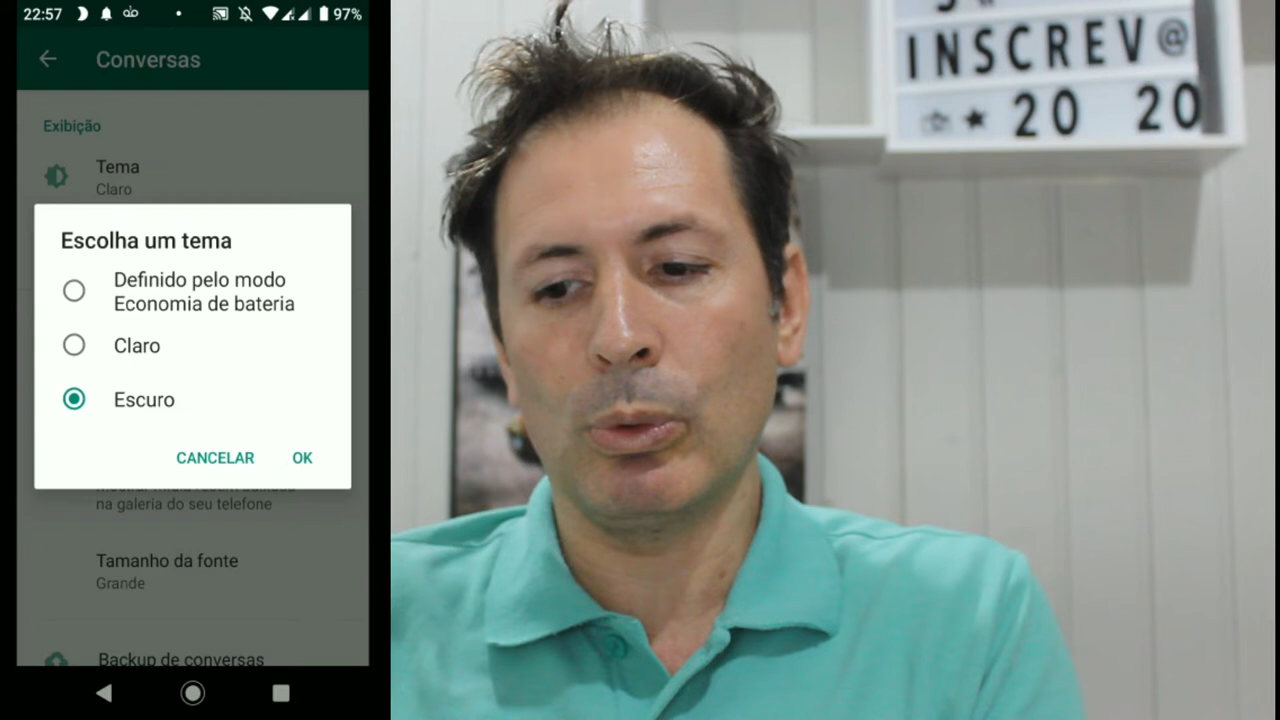 22:57
97%
Conversas
Exibição
Tema
Claro
Escolha um tema
Definido pelo modo
Economia de bateria
Claro
Escuro
CANCELAR OK
na galeria do seu telefone
Tamanho da fonte
Grande
Backup de conversas
INSCREV@
20 20